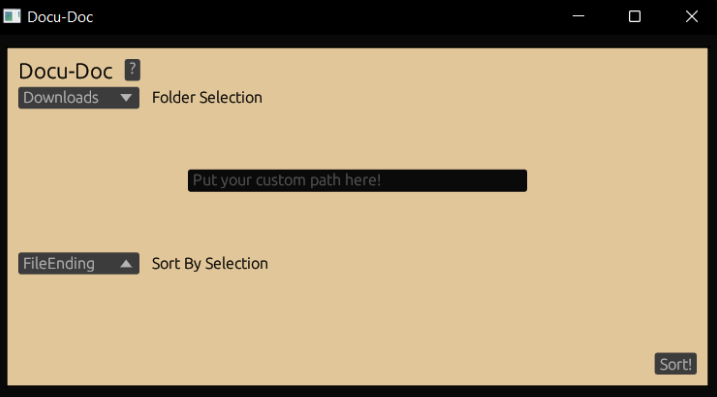 Docu-Doc
Docu-Doc ?
Downloads Folder Selection
Put your custom path here!
FileEnding Sort By Selection
Sort!